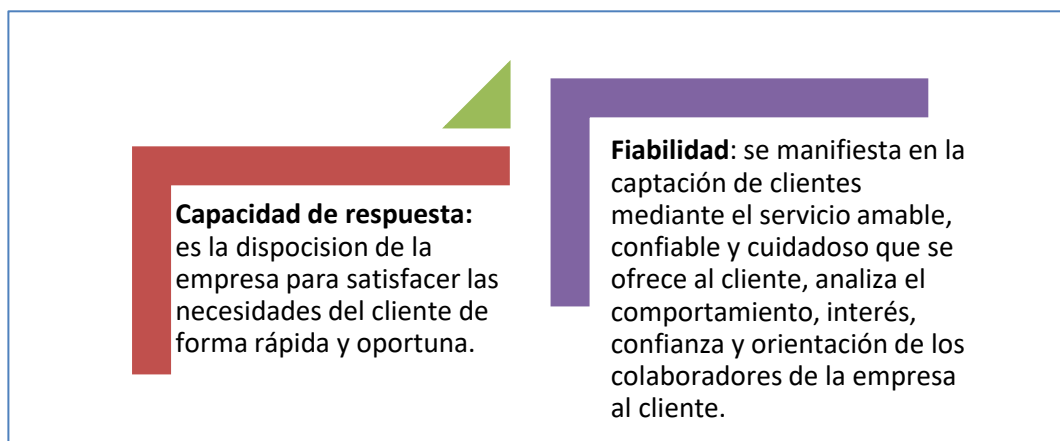 Capacidad de respuesta:
es la dispocision de la
empresa para satisfacer las
necesidades del cliente de
forma rápida y oportuna.
Fiabilidad: se manifiesta en la
captación de clientes
mediante el servicio amable,
confiable y cuidadoso que se
ofrece al cliente, analiza el
comportamiento, interés,
confianza y orientación de los
colaboradores de la empresa
al cliente.